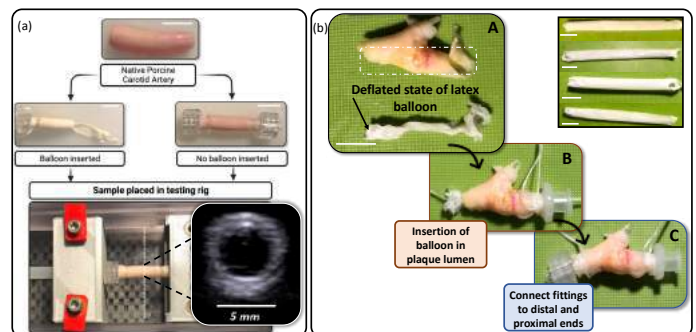 (a)
Native Porcine
Carotid Artery
Balloon inserted
No balloon inserted
Sample placed in testing rig
5 mm
(b)
A
Deflated state of latex
balloon
B
Insertion of
balloon in
plaque lumen
C
Connect fittings
to distal and
proximal ends